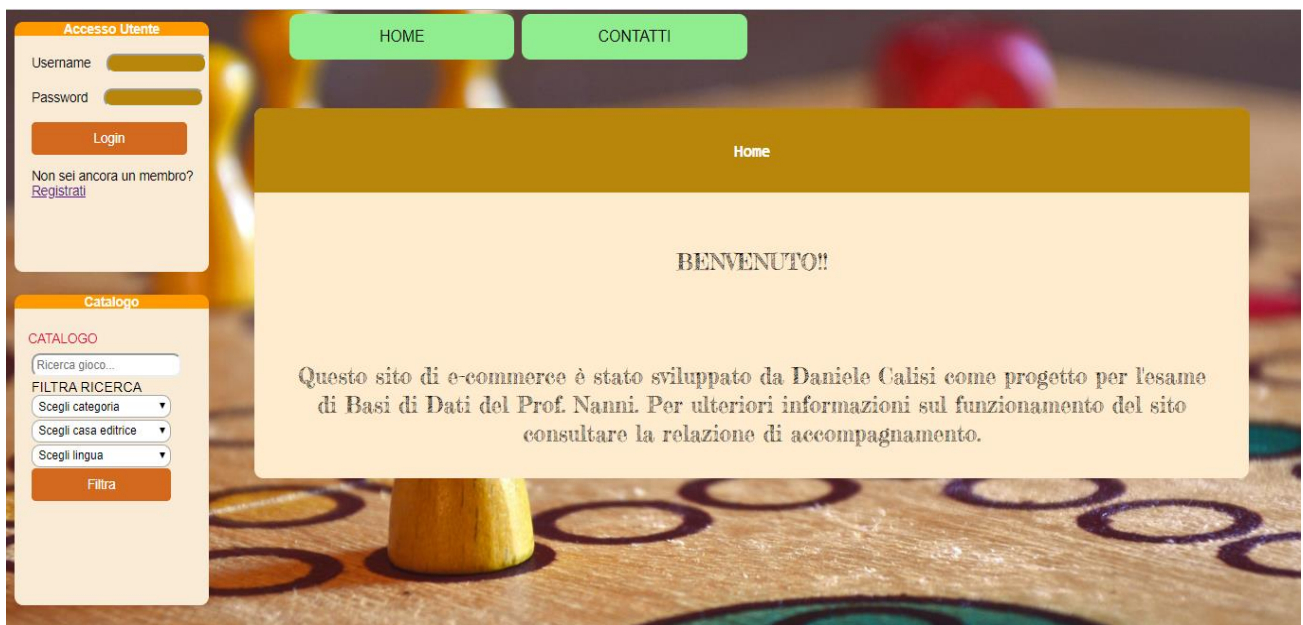 Accesso Utente
Username
Password
Login
Non sei ancora un membro?
Registrati
Catalogo
CATALOGO
Ricerca gioco...
FILTRA RICERCA
Scegli categoria
Scegli casa editrice
Scegli lingua
Filtra
HOME
CONTATTI
Home
BENVENUTO!!
Questo sito di e-commerce è stato sviluppato da Daniele Calisi come progetto per l'esame
di Basi di Dati del Prof. Nanni. Per ulteriori informazioni sul funzionamento del sito
consultare la relazione di accompagnamento.